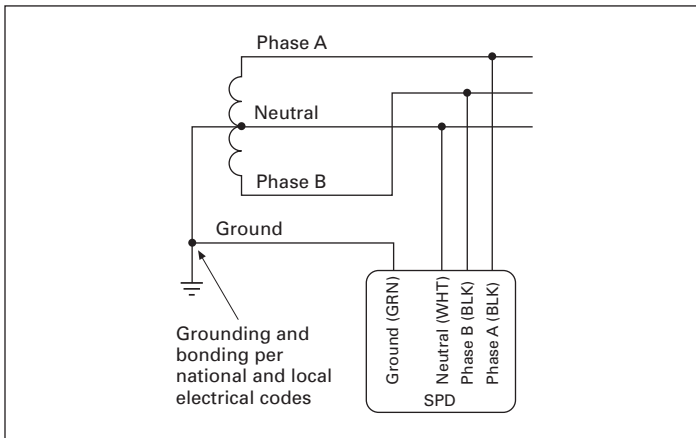 Phase A
Neutral
Phase B
Ground
Grounding and
bonding per
national and local
electrical codes
Ground (GRN)
Neutral (WHT)
Phase B (BLK)
Phase A (BLK)
SPD